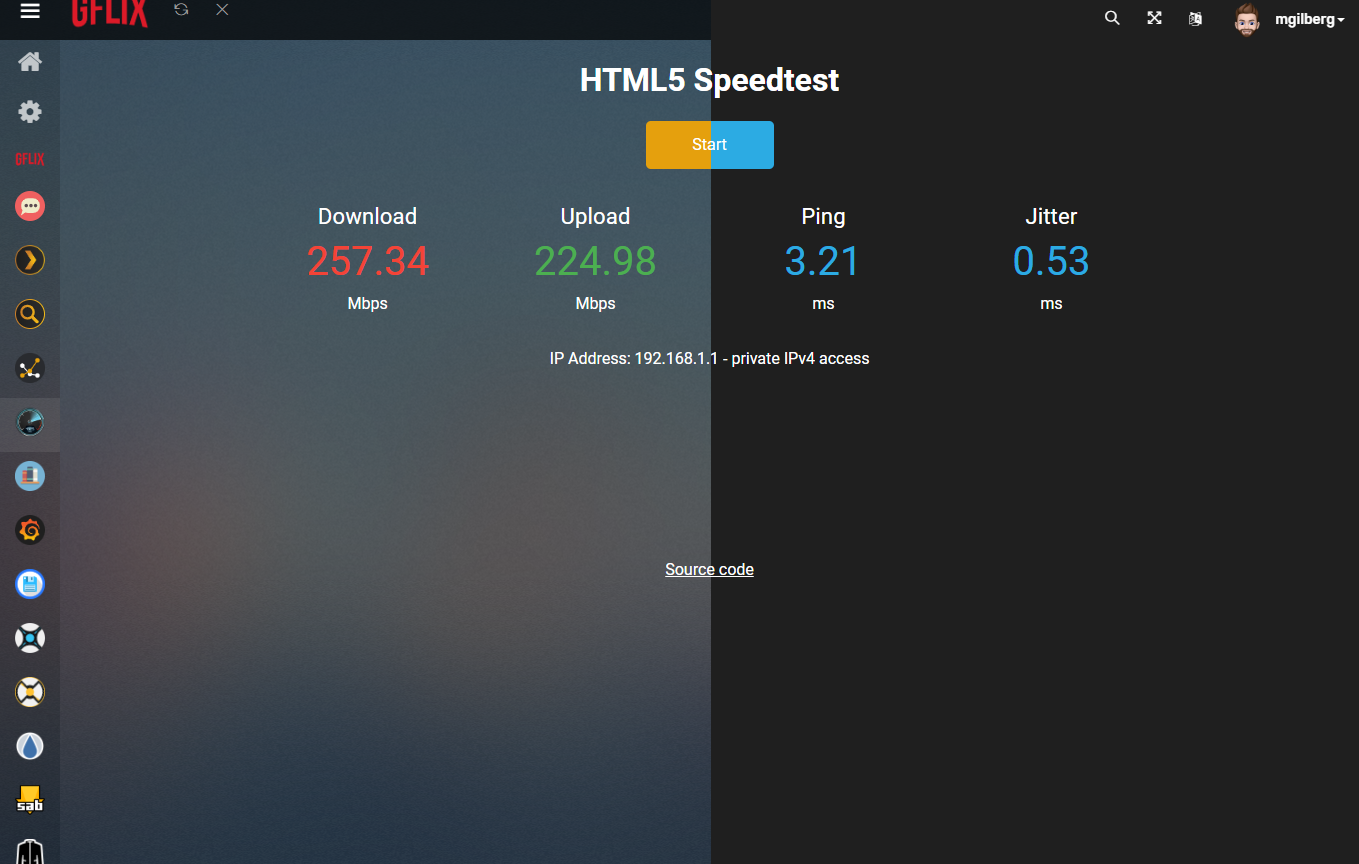 GFLIX
mgilberg
GFLIX
HTML5 Speedtest
Start
Download
Upload
Ping
Jitter
257.34
224.98
3.21
0.53
Mbps
Mbps
ms
ms
IP Address: 192.168.1.1 - private IPv4 access
Source code
sab